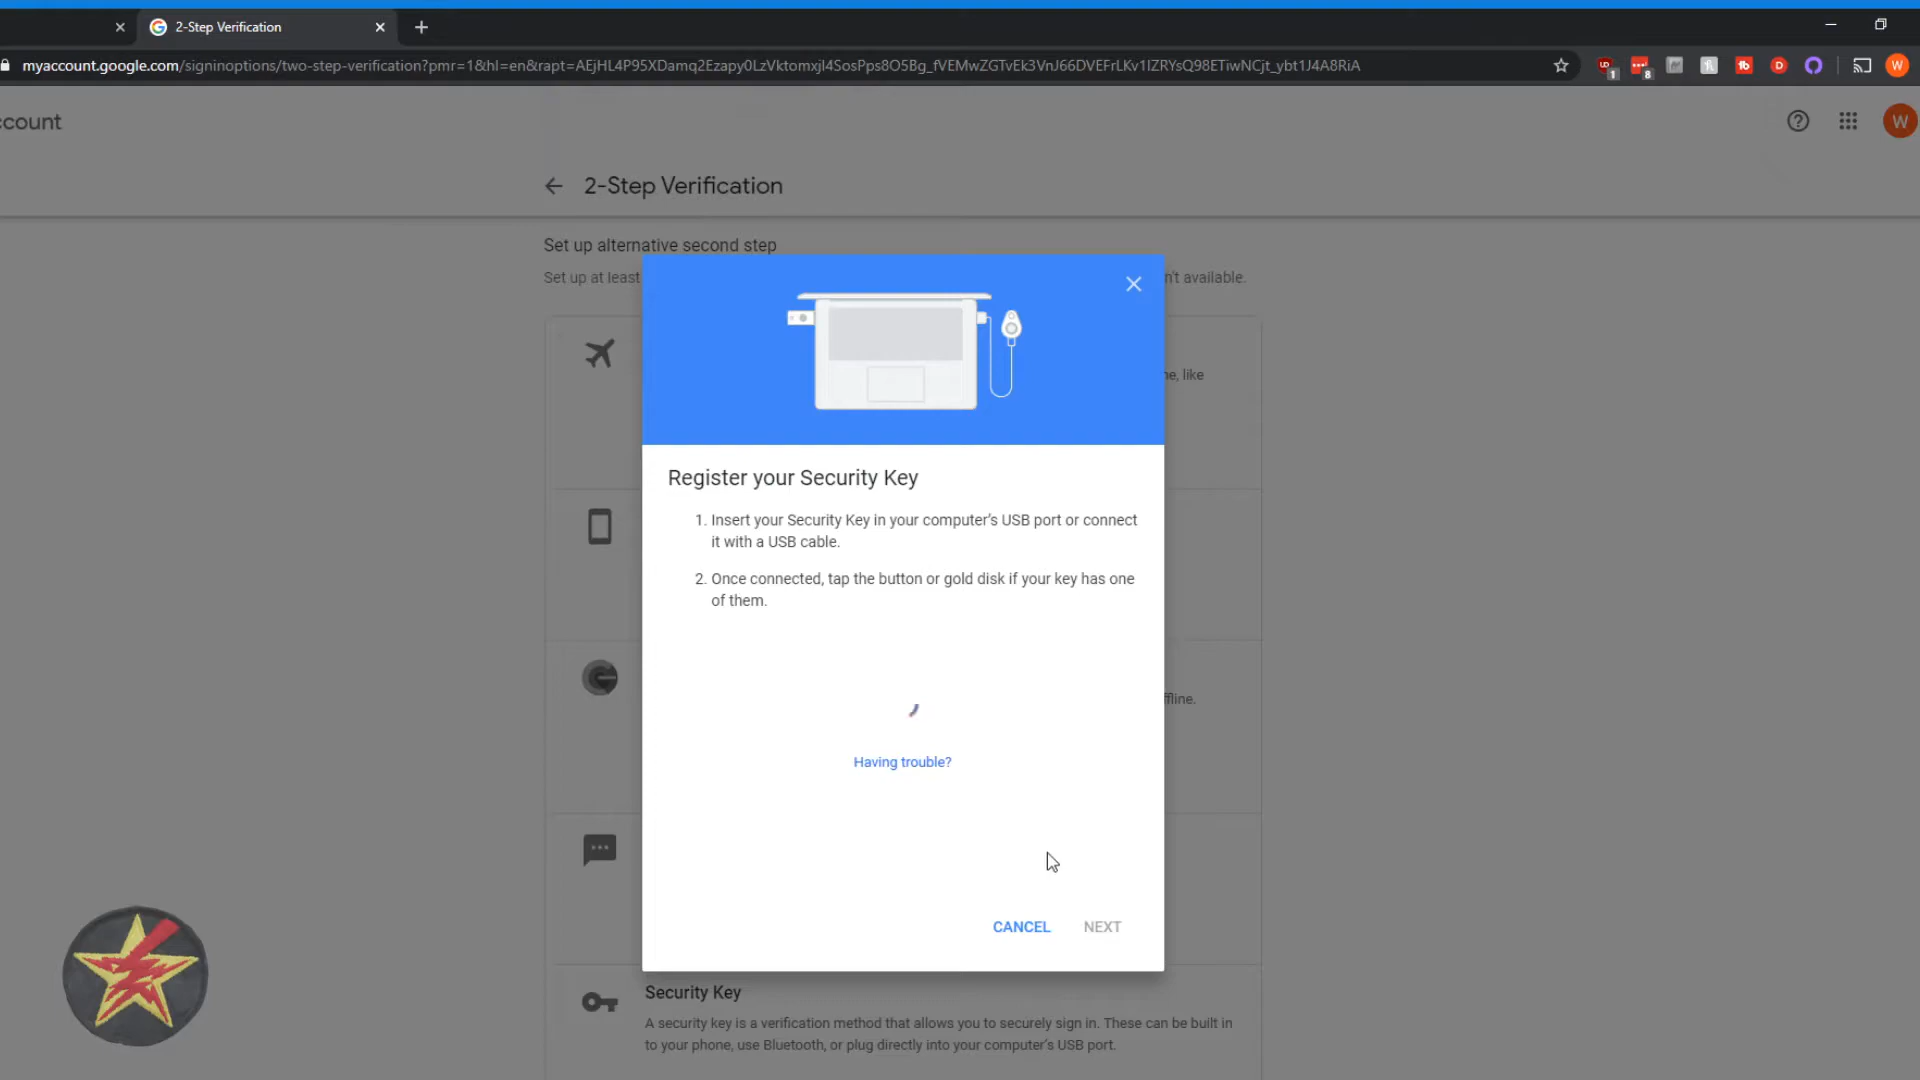 2-Step Verification
myaccount.google.com/signinoptions/two-step-verification?pmr=1&hl=en&rapt=AEjHL4P95XDamq2Ezapy0LzVktomxjl4SosPps8O5Bg_fVEMwZGTvEk3VnJ66DVEFrLKv1IZRYsQ98ETiwNCjt_ybt1J4A8RiA
1
8
D
W
ccount
W
2-Step Verification
Set up alternative second step
Set up at least
n't available.
ne, like
Register your Security Key
1. Insert your Security Key in your computer's USB port or connect
it with a USB cable.
2. Once connected, tap the button or gold disk if your key has one
of them.
ffline.
Having trouble?
CANCEL
NEXT
Security Key
A security key is a verification method that allows you to securely sign in. These can be built in
to your phone, use Bluetooth, or plug directly into your computer's USB port.